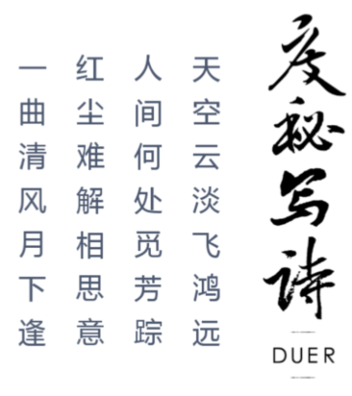 度秘写诗
DUER
天空云淡飞鸿远
人间何处觅芳踪
红尘难解相思意
一曲清风月下逢